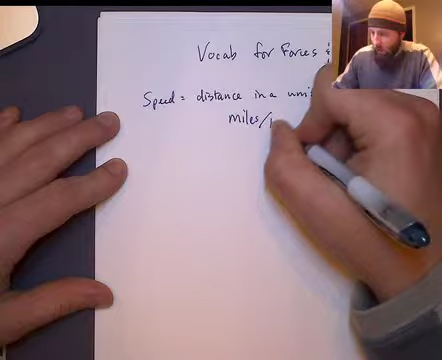 Vocab for Forces
Speed = distance in a
miles/